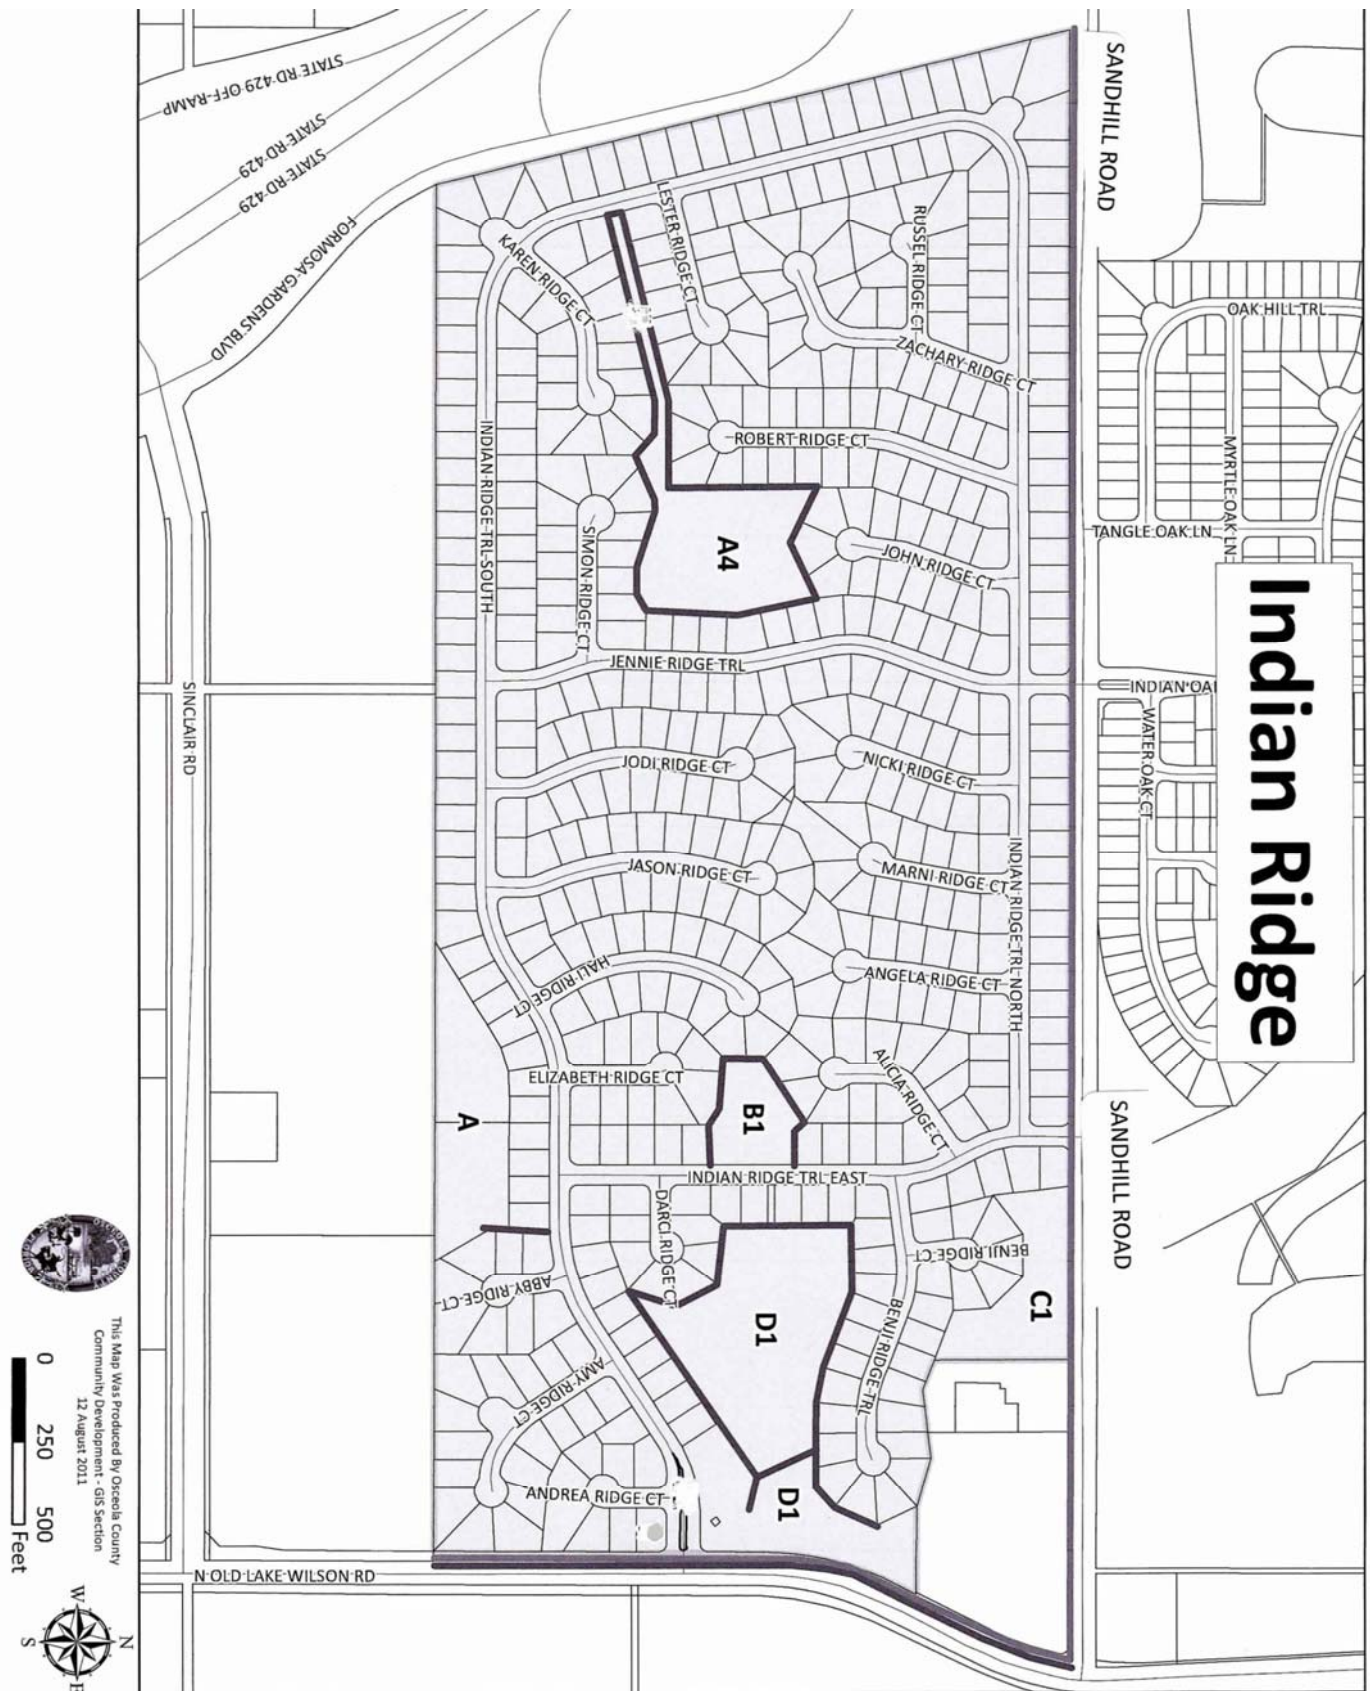 Indian Ridge
SANDHILL ROAD
SANDHILL ROAD
STATE RD 429 OFF-RAMP
STATE RD 429
STATE RD 429
FORMOSA GARDENS BLVD
OAK HILL TRL
MYRTLE OAK LN
TANGLE OAK LN
INDIAN OA
WATER OAK CT
LESTER RIDGE CT
RUSSEL RIDGE CT
KAREN RIDGE CT
ZACHARY RIDGE CT
ROBERT RIDGE CT
INDIAN RIDGE TRL SOUTH
SIMON RIDGE CT
A4
JOHN RIDGE CT
JENNIE RIDGE TRL
JODI RIDGE CT
NICKI RIDGE CT
JASON RIDGE CT
MARNI RIDGE CT
INDIAN RIDGE TRL NORTH
HALI RIDGE CT
ANGELA RIDGE CT
ELIZABETH RIDGE CT
ALICIA RIDGE CT
A
B1
INDIAN RIDGE TRL EAST
DARCI RIDGE CT
BENJI RIDGE CT
C1
ABBY RIDGE CT
D1
BENJI RIDGE TRL
AMY RIDGE CT
ANDREA RIDGE CT
D1
SINCLAIR RD
N OLD LAKE WILSON RD
This Map Was Produced By Osceola County
Community Development - GIS Section
12 August 2011
0 250 500
Feet
N
W
E
S